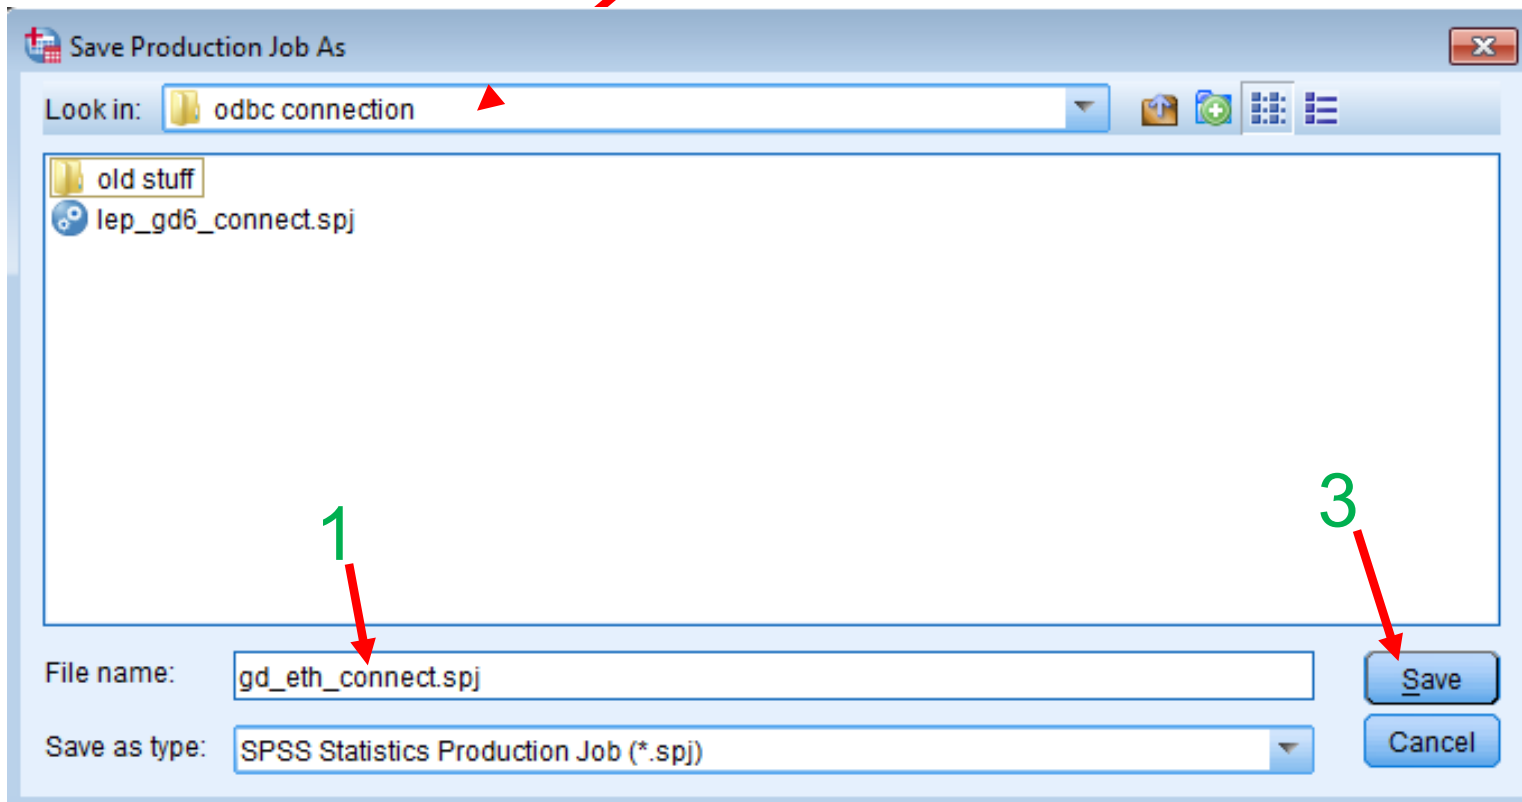 Save Production Job As
Look in: odbc connection
old stuff
lep_gd6_connect.spj
1
3
File name: gd_eth_connect.spj
Save
Save as type: SPSS Statistics Production Job (*.spj)
Cancel